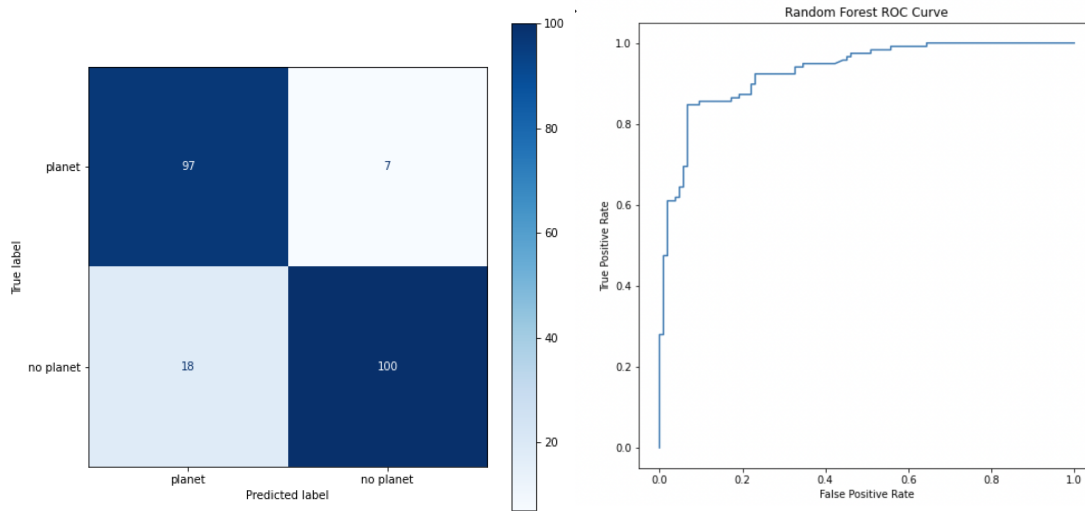 100
80
60
40
20
planet
no planet
True label
97
7
18
100
planet
no planet
Predicted label
Random Forest ROC Curve
1.0
0.8
0.6
0.4
0.2
0.0
True Positive Rate
0.0
0.2
0.4
0.6
0.8
1.0
False Positive Rate